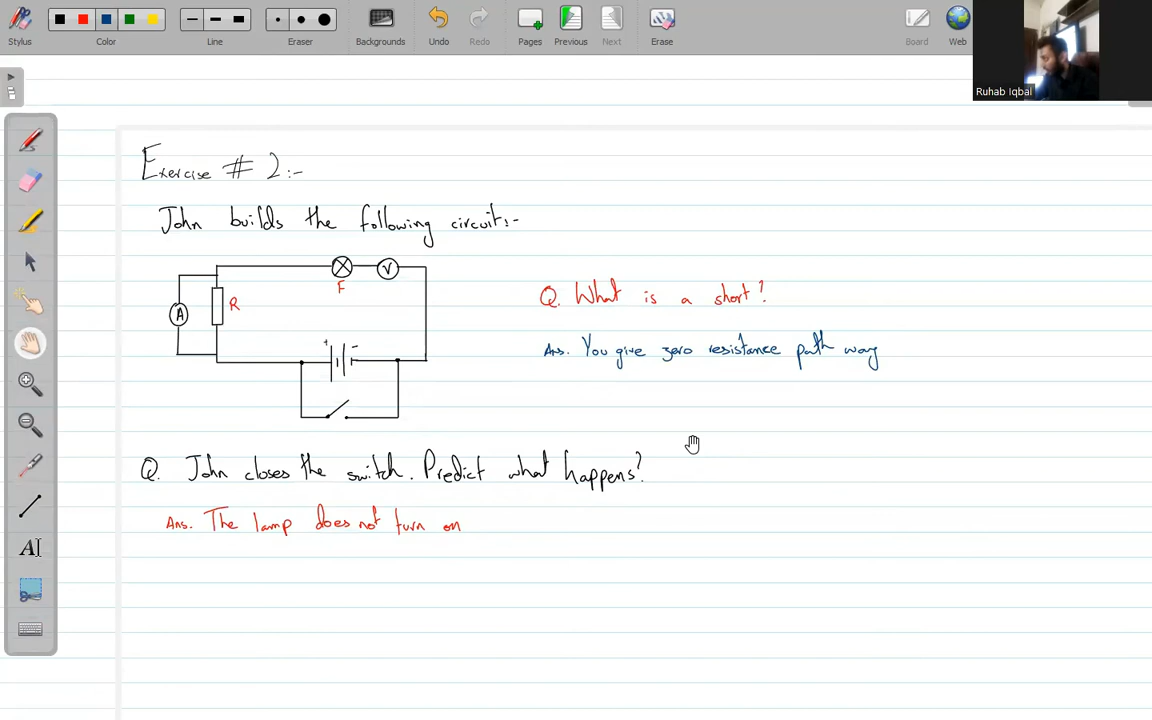 Stylus Color Line Eraser Backgrounds Undo Redo Pages Previous Next Erase Board Web
Ruhab Iqbal
Exercise # 2:-
John builds the following circuit:-
F V
A R
+ -
Q. What is a short?
Ans. You give zero resistance path way
Q. John closes the switch. Predict what happens?
Ans. The lamp does not turn on